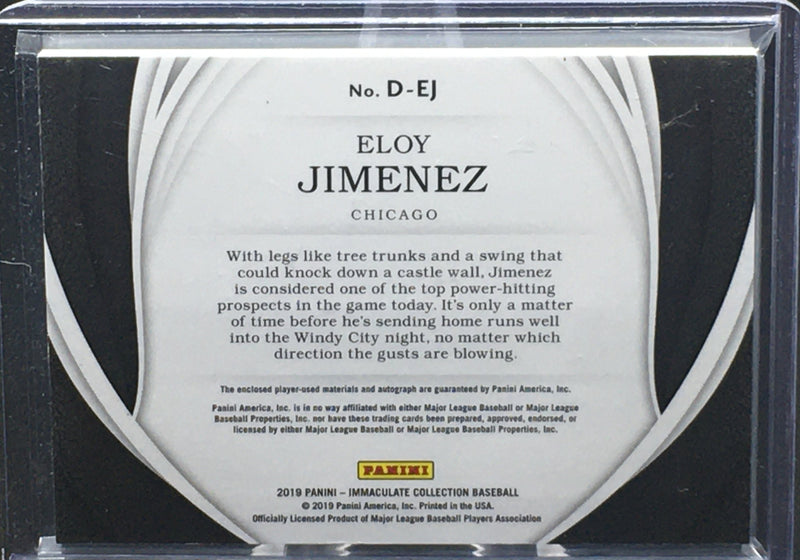 No. D-EJ
ELOY
JIMENEZ
CHICAGO
With legs like tree trunks and a swing that
could knock down a castle wall, Jimenez
is considered one of the top power-hitting
prospects in the game today. It's only a matter
of time before he's sending home runs well
into the Windy City night, no matter which
direction the gusts are blowing.
The enclosed player-used materials and autograph are guaranteed by Panini America, Inc.
Panini America, Inc. is in no way affiliated with either Major League Baseball or Major League
Baseball Properties, Inc. nor have these trading cards been prepared, approved, endorsed, or
licensed by either Major League Baseball or Major League Baseball Properties, Inc.
PANINI
2019 PANINI – IMMACULATE COLLECTION BASEBALL
© 2019 Panini America, Inc. Printed in the USA.
Officially Licensed Product of Major League Baseball Players Association